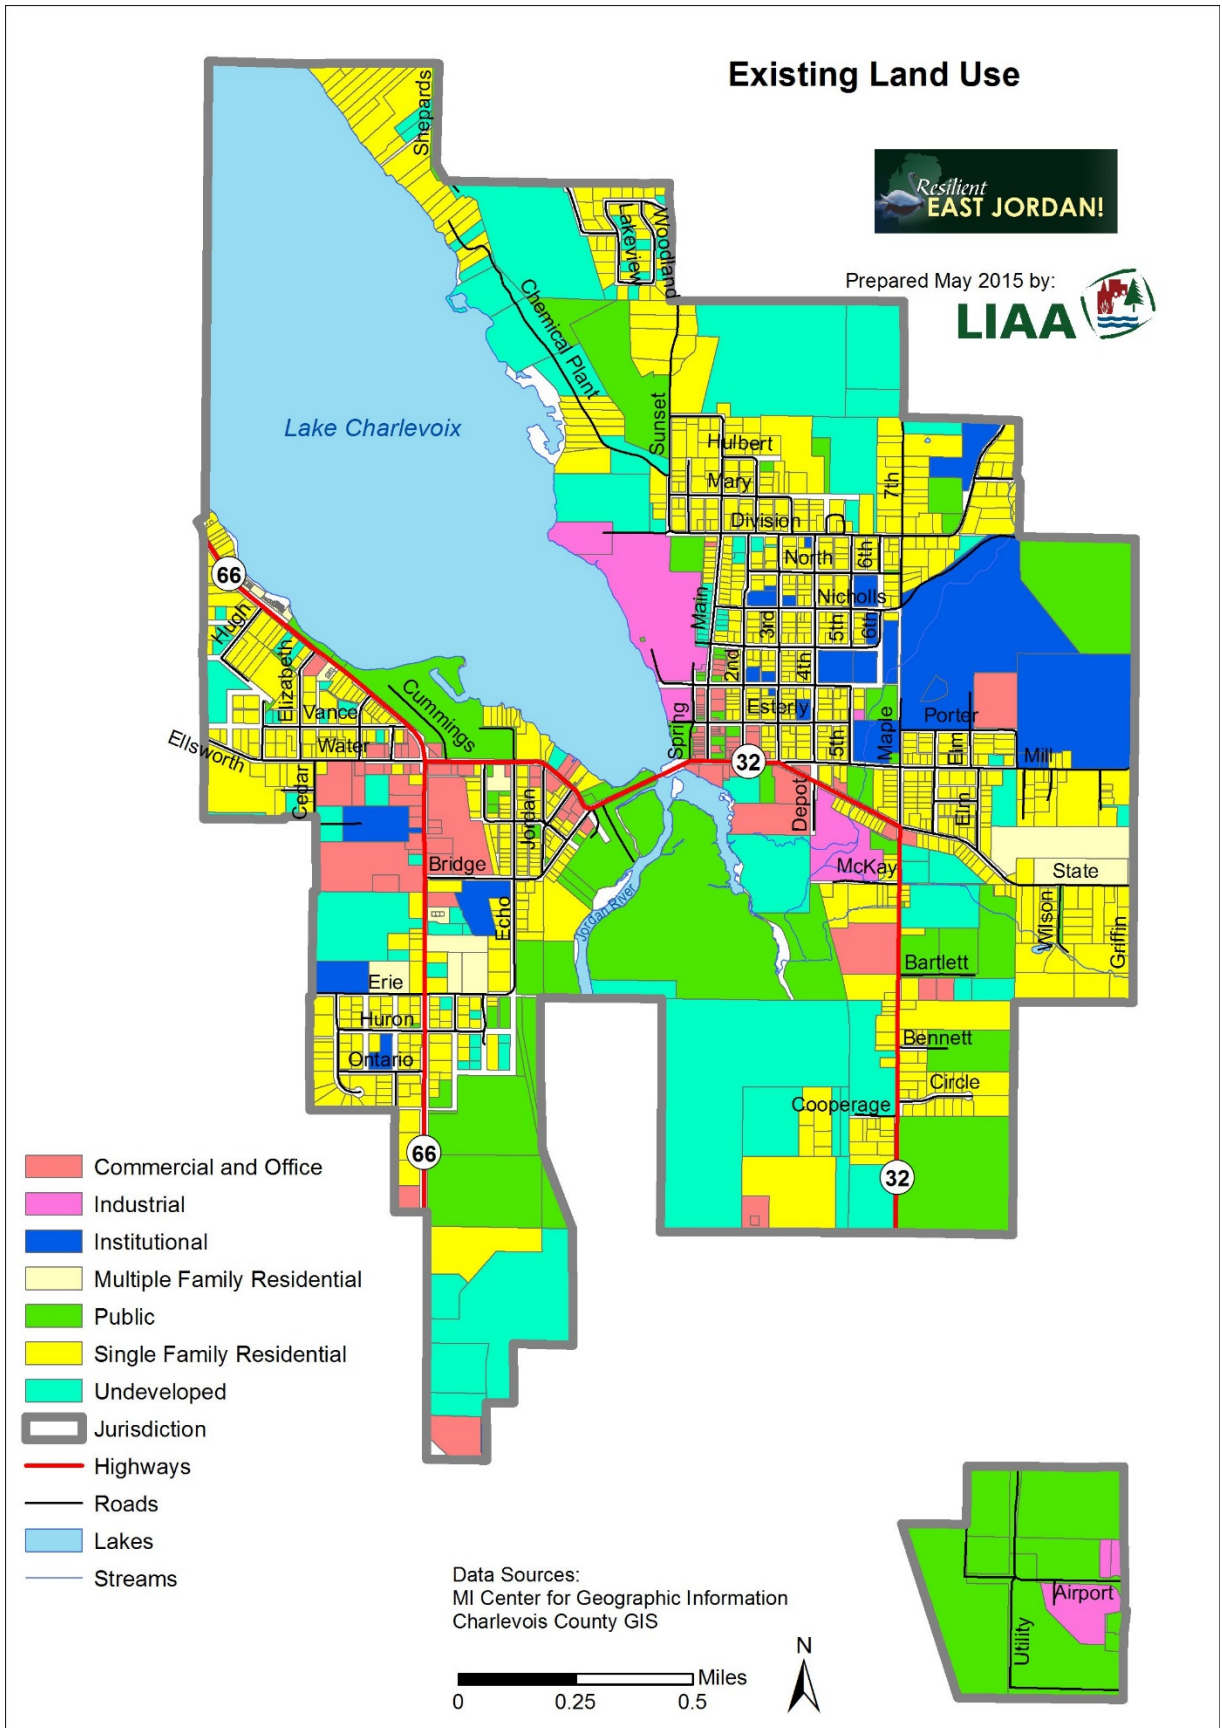 Existing Land Use
Resilient
EAST JORDAN!
Prepared May 2015 by:
LIAA
Shepards
Lakeview
Woodland
Chemical Plant
Sunset
Lake Charlevoix
Hulbert
Mary
Division
7th
North
6th
Nicholls
Main
3rd
5th
6th
2nd
4th
66
Hugh
Elizabeth
Vance
Cummings
Water
Ellsworth
Cedar
Esterly
Spring
32
5th
Maple
Porter
Elm
Mill
Depot
Elm
Jordan
Bridge
McKay
State
Echo
Jordan River
Wilson
Griffin
Erie
Bartlett
Huron
Ontario
Bennett
Circle
Cooperage
66
32
Commercial and Office
Industrial
Institutional
Multiple Family Residential
Public
Single Family Residential
Undeveloped
Jurisdiction
Highways
Roads
Lakes
Streams
Data Sources:
MI Center for Geographic Information
Charlevois County GIS
Airport
Utility
N
Miles
0 0.25 0.5